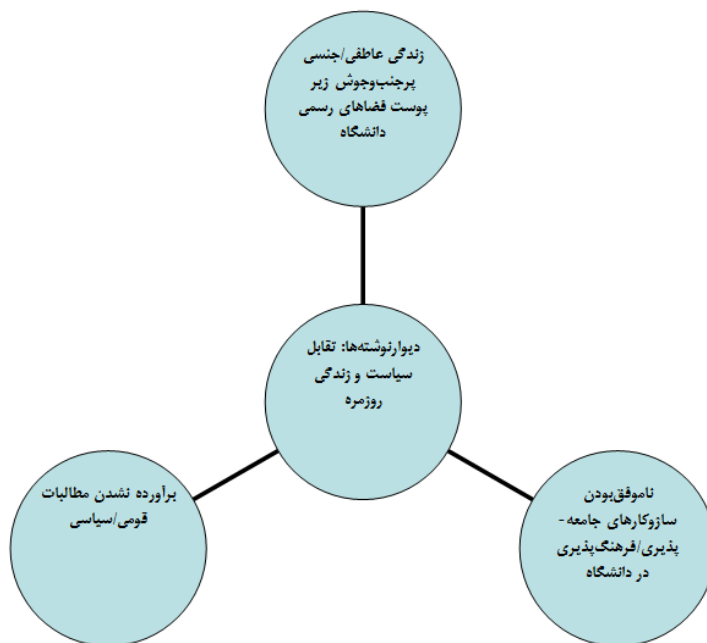 زندگی عاطفی/جنسی
پرجنب‌وجوش زیر
پوست فضاهای رسمی
دانشگاه
دیوارنوشته‌ها: تقابل
سیاست و زندگی
روزمره
برآورده نشدن مطالبات
قومی/سیاسی
ناموفق‌بودن
سازوکارهای جامعه-
پذیری/فرهنگ‌پذیری
در دانشگاه